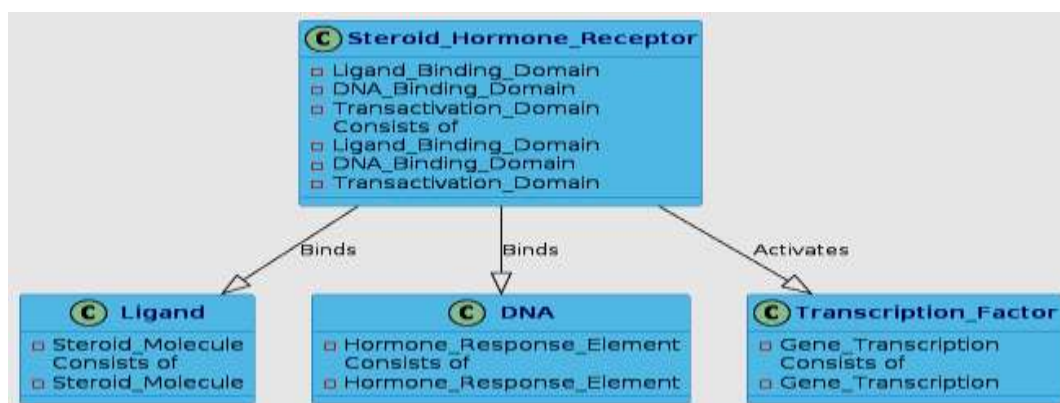 C Steroid_Hormone_Receptor
Ligand_Binding_Domain
DNA_Binding_Domain
Transactivation_Domain
Consists of
Ligand_Binding_Domain
DNA_Binding_Domain
Transactivation_Domain
Binds
Binds
Activates
C Ligand
Steroid_Molecule
Consists of
Steroid_Molecule
C DNA
Hormone_Response_Element
Consists of
Hormone_Response_Element
C Transcription_Factor
Gene_Transcription
Consists of
Gene_Transcription